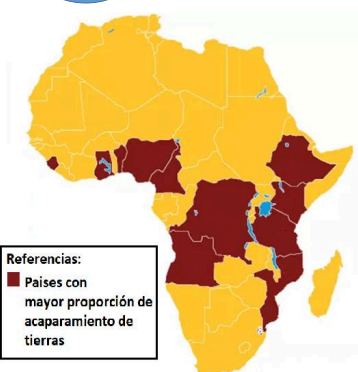 Referencias:
Paises con
mayor proporción de
acaparamiento de
tierras